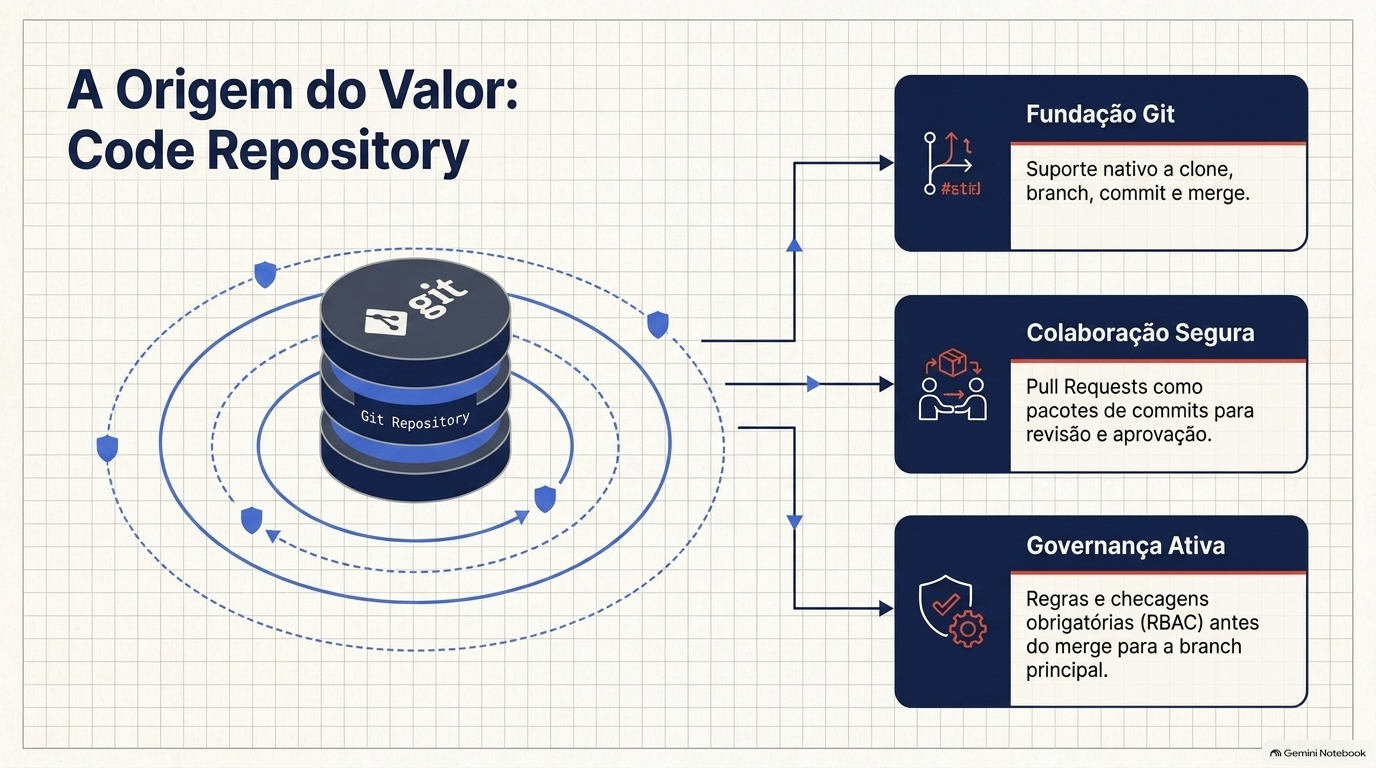 A Origem do Valor:
Code Repository
git
Git Repository
Fundação Git
Suporte nativo a clone,
branch, commit e merge.
Colaboração Segura
Pull Requests como
pacotes de commits para
revisão e aprovação.
Governança Ativa
Regras e checagens
obrigatórias (RBAC) antes
do merge para a branch
principal.
Gemini Notebook